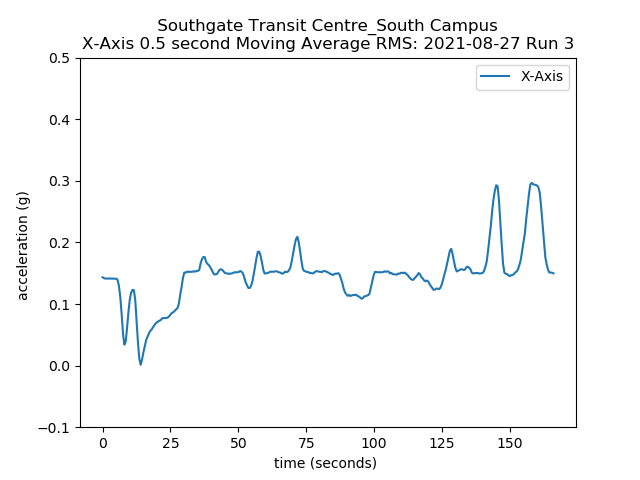 Southgate Transit Centre_South Campus
X-Axis 0.5 second Moving Average RMS: 2021-08-27 Run 3
X-Axis
0.5
0.4
0.3
0.2
0.1
0.0
−0.1
acceleration (g)
0 25 50 75 100 125 150
time (seconds)